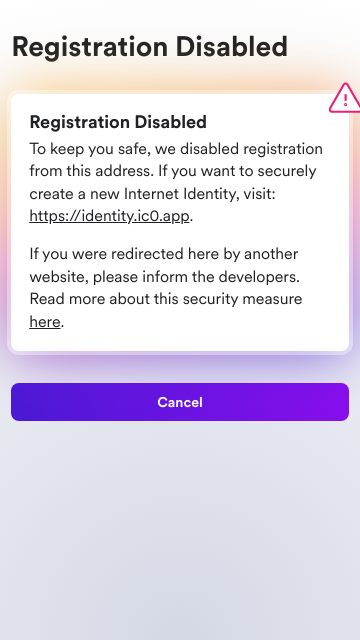 Registration Disabled
Registration Disabled
To keep you safe, we disabled registration
from this address. If you want to securely
create a new Internet Identity, visit:
https://identity.ic0.app.
If you were redirected here by another
website, please inform the developers.
Read more about this security measure
here.
Cancel